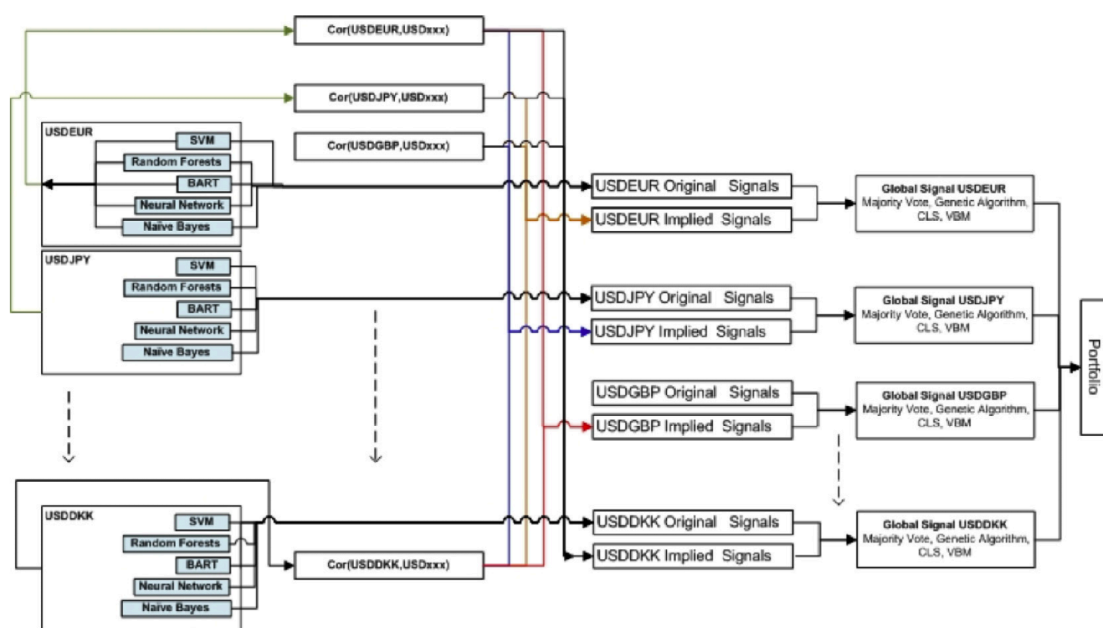 Cor(USDEUR,USDxxx)
Cor(USDJPY,USDxxx)
Cor(USDGBP,USDxxx)
USDEUR
SVM
Random Forests
BART
Neural Network
Naïve Bayes
USDJPY
SVM
Random Forests
BART
Neural Network
Naïve Bayes
USDDKK
SVM
Random Forests
BART
Neural Network
Naïve Bayes
Cor(USDDKK,USDxxx)
USDEUR Original Signals
USDEUR Implied Signals
USDJPY Original Signals
USDJPY Implied Signals
USDGBP Original Signals
USDGBP Implied Signals
USDDKK Original Signals
USDDKK Implied Signals
Global Signal USDEUR
Majority Vote, Genetic Algorithm,
CLS, VBM
Global Signal USDJPY
Majority Vote, Genetic Algorithm,
CLS, VBM
Global Signal USDGBP
Majority Vote, Genetic Algorithm,
CLS, VBM
Global Signal USDDKK
Majority Vote, Genetic Algorithm,
CLS, VBM
Portfolio